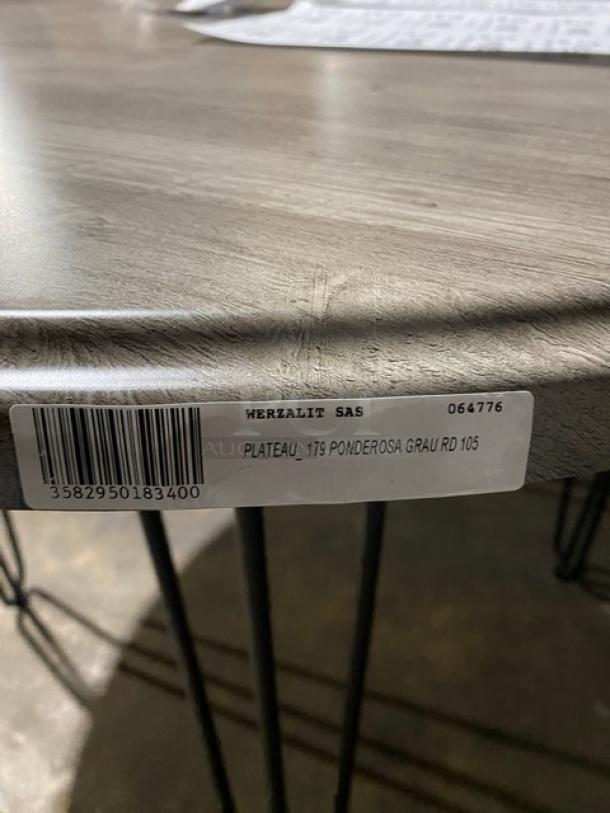 WERZALIT SAS 064776
PLATEAU_ 179 PONDEROSA GRAU RD 105
3582950183400